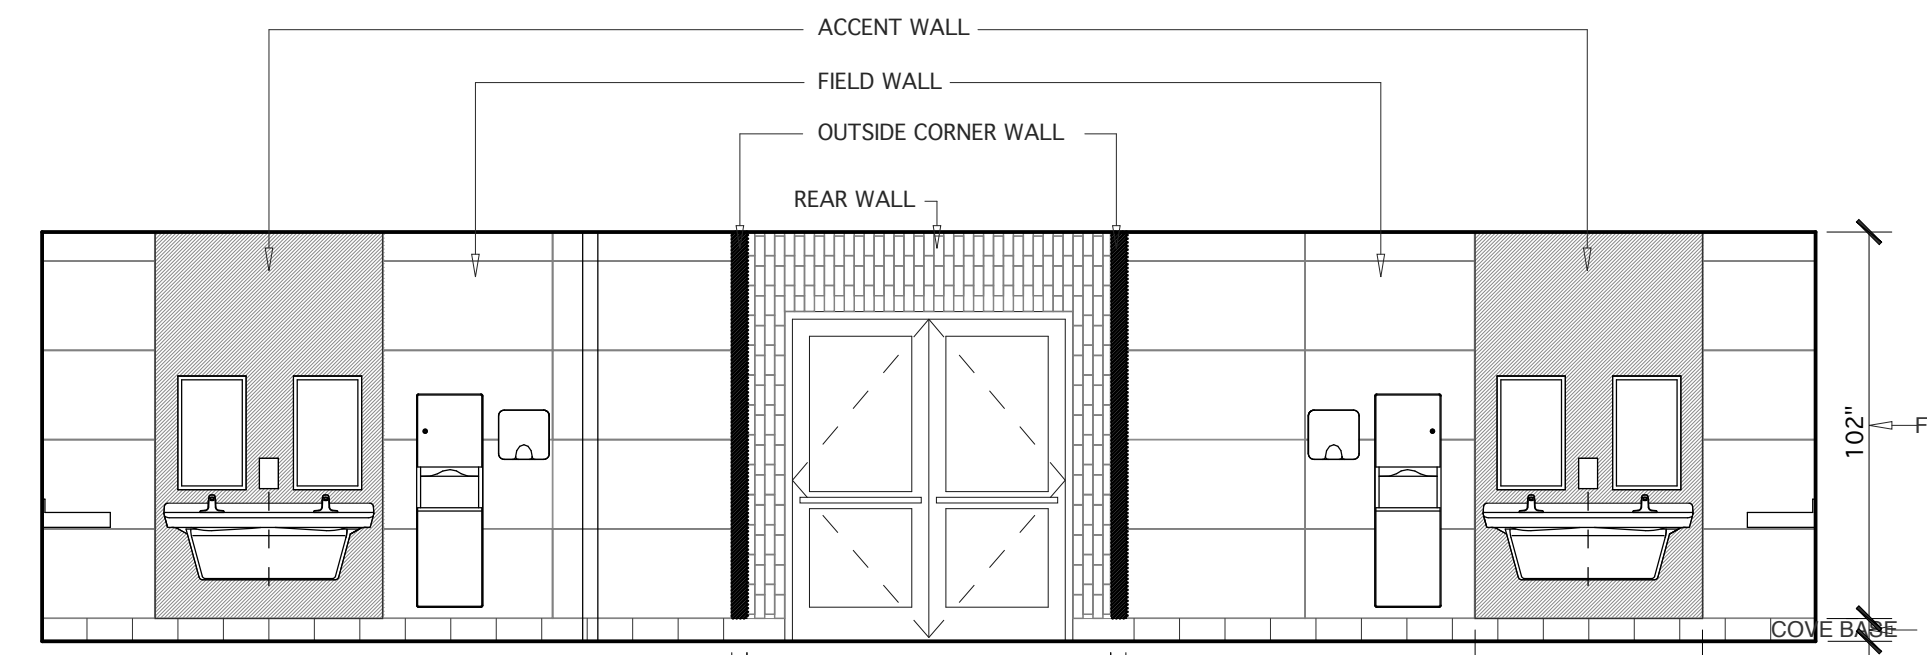 ACCENT WALL
FIELD WALL
OUTSIDE CORNER WALL
REAR WALL
102"
F
COVE BASE